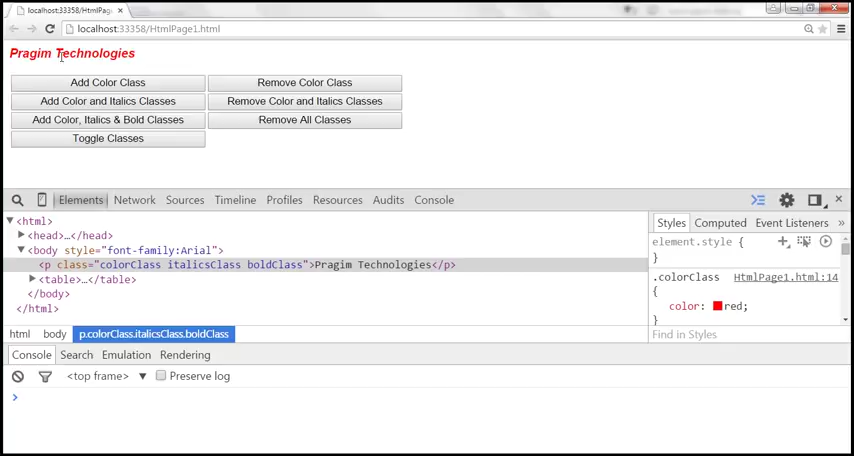 localhost:33358/HtmlPage1
localhost:33358/HtmlPage1.html
Pragim Technologies
Add Color Class Remove Color Class
Add Color and Italics Classes Remove Color and Italics Classes
Add Color, Italics & Bold Classes Remove All Classes
Toggle Classes
Elements Network Sources Timeline Profiles Resources Audits Console
<html>
<head>…</head>
<body style="font-family:Arial">
<p class="colorClass italicsClass boldClass">Pragim Technologies</p>
<table>…</table>
</body>
</html>
html body p.colorClass.italicsClass.boldClass
Styles Computed Event Listeners »
element.style {
}
.colorClass HtmlPage1.html:14
{
color: red;
}
Find in Styles
Console Search Emulation Rendering
<top frame> Preserve log